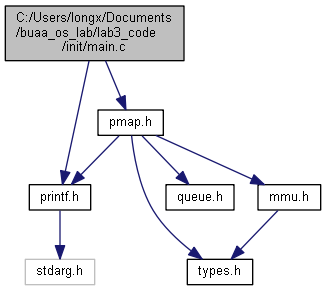 C:/Users/longx/Documents
/buaa_os_lab/lab3_code
/init/main.c
pmap.h
printf.h
queue.h
mmu.h
stdarg.h
types.h